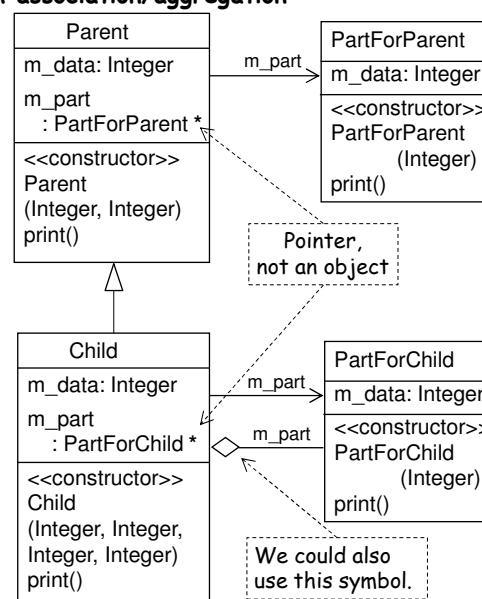 association/aggregation
Parent
m_data: Integer
m_part
: PartForParent *
<<constructor>>
Parent
(Integer, Integer)
print()
m_part
PartForParent
m_data: Integer
<<constructor>>
PartForParent
(Integer)
print()
Pointer,
not an object
Child
m_data: Integer
m_part
: PartForChild *
<<constructor>>
Child
(Integer, Integer,
Integer, Integer)
print()
m_part
m_part
PartForChild
m_data: Integer
<<constructor>>
PartForChild
(Integer)
print()
We could also
use this symbol.